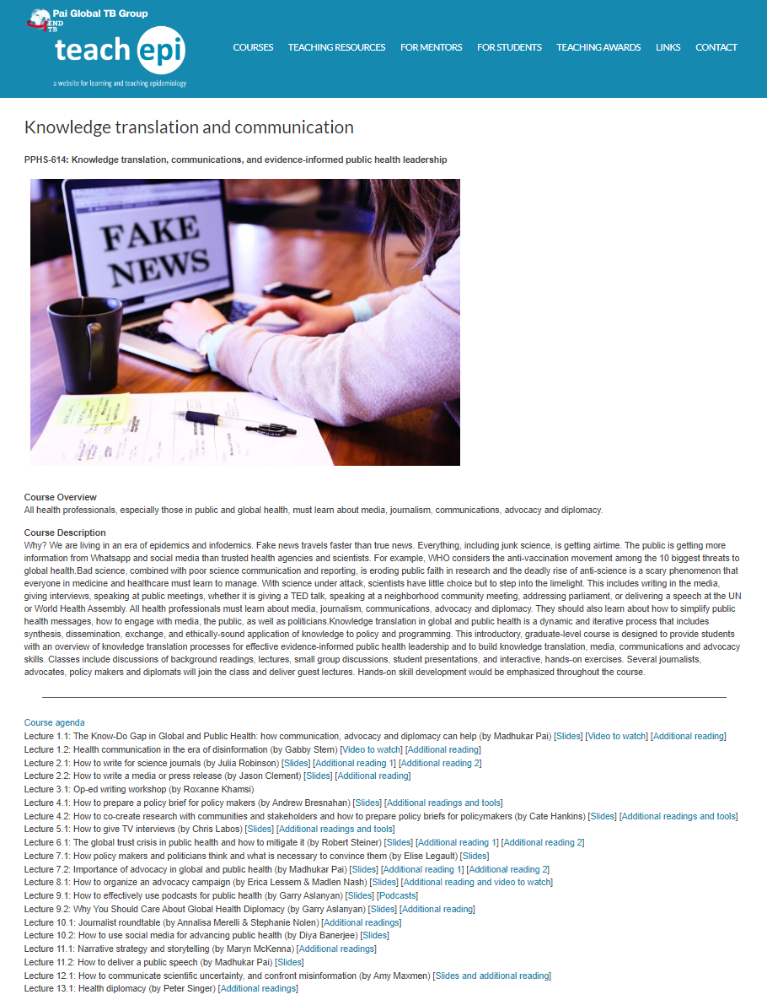 Pai Global TB Group
END
TB
teach epi
a website for learning and teaching epidemiology
COURSES TEACHING RESOURCES FOR MENTORS FOR STUDENTS TEACHING AWARDS LINKS CONTACT
Knowledge translation and communication
PPHS-614: Knowledge translation, communications, and evidence-informed public health leadership
FAKE
NEWS
Course Overview
All health professionals, especially those in public and global health, must learn about media, journalism, communications, advocacy and diplomacy.
Course Description
Why? We are living in an era of epidemics and infodemics. Fake news travels faster than true news. Everything, including junk science, is getting airtime. The public is getting more
information from Whatsapp and social media than trusted health agencies and scientists. For example, WHO considers the anti-vaccination movement among the 10 biggest threats to
global health.Bad science, combined with poor science communication and reporting, is eroding public faith in research and the deadly rise of anti-science is a scary phenomenon that
everyone in medicine and healthcare must learn to manage. With science under attack, scientists have little choice but to step into the limelight. This includes writing in the media,
giving interviews, speaking at public meetings, whether it is giving a TED talk, speaking at a neighborhood community meeting, addressing parliament, or delivering a speech at the UN
or World Health Assembly. All health professionals must learn about media, journalism, communications, advocacy and diplomacy. They should also learn about how to simplify public
health messages, how to engage with media, the public, as well as politicians.Knowledge translation in global and public health is a dynamic and iterative process that includes
synthesis, dissemination, exchange, and ethically-sound application of knowledge to policy and programming. This introductory, graduate-level course is designed to provide students
with an overview of knowledge translation processes for effective evidence-informed public health leadership and to build knowledge translation, media, communications and advocacy
skills. Classes include discussions of background readings, lectures, small group discussions, student presentations, and interactive, hands-on exercises. Several journalists,
advocates, policy makers and diplomats will join the class and deliver guest lectures. Hands-on skill development would be emphasized throughout the course.
Course agenda
Lecture 1.1: The Know-Do Gap in Global and Public Health: how communication, advocacy and diplomacy can help (by Madhukar Pai) [Slides] [Video to watch] [Additional reading]
Lecture 1.2: Health communication in the era of disinformation (by Gabby Stern) [Video to watch] [Additional reading]
Lecture 2.1: How to write for science journals (by Julia Robinson) [Slides] [Additional reading 1] [Additional reading 2]
Lecture 2.2: How to write a media or press release (by Jason Clement) [Slides] [Additional reading]
Lecture 3.1: Op-ed writing workshop (by Roxanne Khamsi)
Lecture 4.1: How to prepare a policy brief for policy makers (by Andrew Bresnahan) [Slides] [Additional readings and tools]
Lecture 4.2: How to co-create research with communities and stakeholders and how to prepare policy briefs for policymakers (by Cate Hankins) [Slides] [Additional readings and tools]
Lecture 5.1: How to give TV interviews (by Chris Labos) [Slides] [Additional readings and tools]
Lecture 6.1: The global trust crisis in public health and how to mitigate it (by Robert Steiner) [Slides] [Additional reading 1] [Additional reading 2]
Lecture 7.1: How policy makers and politicians think and what is necessary to convince them (by Elise Legault) [Slides]
Lecture 7.2: Importance of advocacy in global and public health (by Madhukar Pai) [Slides] [Additional reading 1] [Additional reading 2]
Lecture 8.1: How to organize an advocacy campaign (by Erica Lessem & Madlen Nash) [Slides] [Additional reading and video to watch]
Lecture 9.1: How to effectively use podcasts for public health (by Garry Aslanyan) [Slides] [Podcasts]
Lecture 9.2: Why You Should Care About Global Health Diplomacy (by Garry Aslanyan) [Slides] [Additional reading]
Lecture 10.1: Journalist roundtable (by Annalisa Merelli & Stephanie Nolen) [Additional readings]
Lecture 10.2: How to use social media for advancing public health (by Diya Banerjee) [Slides]
Lecture 11.1: Narrative strategy and storytelling (by Maryn McKenna) [Additional readings]
Lecture 11.2: How to deliver a public speech (by Madhukar Pai) [Slides]
Lecture 12.1: How to communicate scientific uncertainty, and confront misinformation (by Amy Maxmen) [Slides and additional reading]
Lecture 13.1: Health diplomacy (by Peter Singer) [Additional readings]